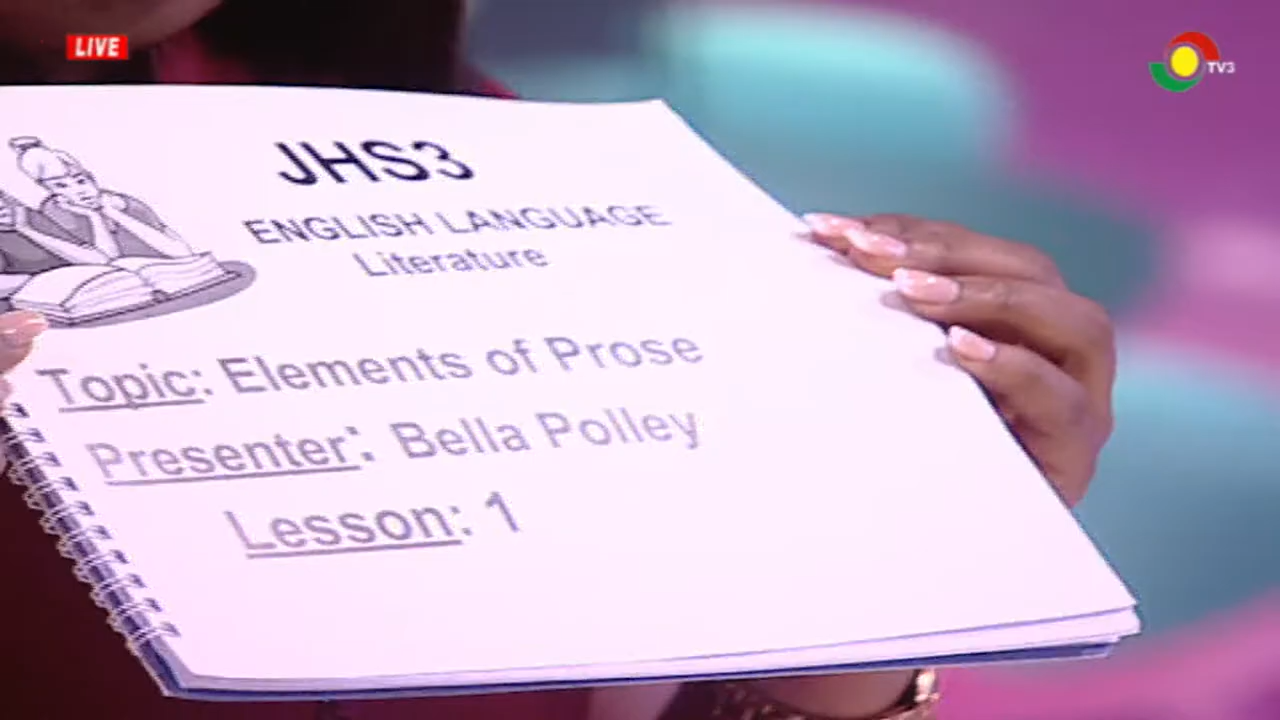 LIVE
TV3
JHS3
ENGLISH LANGUAGE
Literature
Topic: Elements of Prose
Presenter: Bella Polley
Lesson: 1